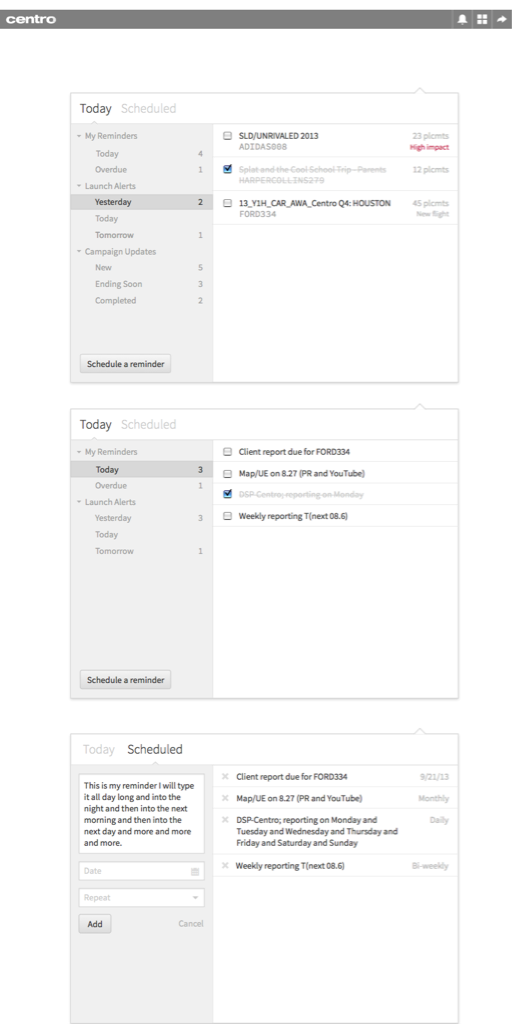 centro
Today Scheduled
My Reminders
Today 4
Overdue 1
Launch Alerts
Yesterday 2
Today
Tomorrow 1
Campaign Updates
New 5
Ending Soon 3
Completed 2
Schedule a reminder
SLD/UNRIVALED 2013 23 plcmts
ADIDAS008 High impact
Splat and the Cool School Trip - Parents 12 plcmts
HARPERCOLLINS279
13_Y1H_CAR_AWA_Centro Q4: HOUSTON 45 plcmts
FORD334 New flight
Today Scheduled
My Reminders
Today 3
Overdue 1
Launch Alerts
Yesterday 3
Today
Tomorrow 1
Schedule a reminder
Client report due for FORD334
Map/UE on 8.27 (PR and YouTube)
DSP-Centro; reporting on Monday
Weekly reporting T(next 08.6)
Today Scheduled
This is my reminder I will type
it all day long and into the
night and then into the next
morning and then into the
next day and more and more
and more.
Date
Repeat
Add Cancel
Client report due for FORD334 9/21/13
Map/UE on 8.27 (PR and YouTube) Monthly
DSP-Centro; reporting on Monday and Daily
Tuesday and Wednesday and Thursday and
Friday and Saturday and Sunday
Weekly reporting T(next 08.6) Bi-weekly